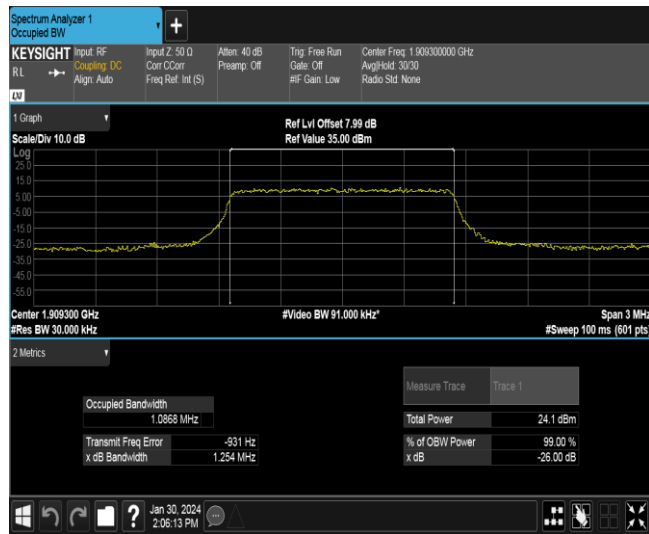 Spectrum Analyzer 1
Occupied BW
+
KEYSIGHT
RL
LXI
Input: RF
Coupling: DC
Align: Auto
Input Z: 50 Ω
Corr CCorr
Freq Ref: Int (S)
Atten: 40 dB
Preamp: Off
Trig: Free Run
Gate: Off
#IF Gain: Low
Center Freq: 1.909300000 GHz
Avg|Hold: 30/30
Radio Std: None
1 Graph
Scale/Div 10.0 dB
Ref Lvl Offset 7.99 dB
Ref Value 35.00 dBm
Log
25.0
15.0
5.00
-5.00
-15.0
-25.0
-35.0
-45.0
-55.0
Center 1.909300 GHz
#Res BW 30.000 kHz
#Video BW 91.000 kHz*
Span 3 MHz
#Sweep 100 ms (601 pts)
2 Metrics
Measure Trace
Trace 1
Occupied Bandwidth
1.0868 MHz
Total Power
24.1 dBm
Transmit Freq Error
-931 Hz
% of OBW Power
99.00 %
x dB Bandwidth
1.254 MHz
x dB
-26.00 dB
?
Jan 30, 2024
2:06:13 PM